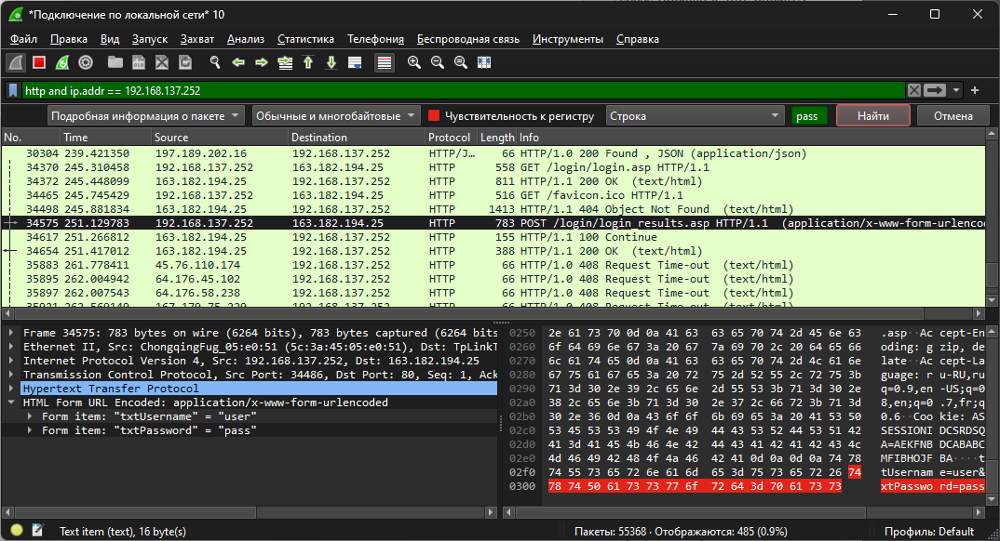 *Подключение по локальной сети* 10
Файл Правка Вид Запуск Захват Анализ Статистика Телефония Беспроводная связь Инструменты Справка
http and ip.addr == 192.168.137.252
Подробная информация о пакете Обычные и многобайтовые Чувствительность к регистру Строка pass Найти Отмена
No. Time Source Destination Protocol Length Info
30304 239.421350 197.189.202.16 192.168.137.252 HTTP/J… 66 HTTP/1.0 200 Found , JSON (application/json)
34370 245.310458 192.168.137.252 163.182.194.25 HTTP 558 GET /login/login.asp HTTP/1.1
34372 245.448099 163.182.194.25 192.168.137.252 HTTP 811 HTTP/1.1 200 OK (text/html)
34465 245.745429 192.168.137.252 163.182.194.25 HTTP 516 GET /favicon.ico HTTP/1.1
34498 245.881834 163.182.194.25 192.168.137.252 HTTP 1413 HTTP/1.1 404 Object Not Found (text/html)
34575 251.129783 192.168.137.252 163.182.194.25 HTTP 783 POST /login/login_results.asp HTTP/1.1 (application/x-www-form-urlenco
34617 251.266812 163.182.194.25 192.168.137.252 HTTP 155 HTTP/1.1 100 Continue
34654 251.417012 163.182.194.25 192.168.137.252 HTTP 388 HTTP/1.1 200 OK (text/html)
35883 261.778411 45.76.110.174 192.168.137.252 HTTP 66 HTTP/1.0 408 Request Time-out (text/html)
35895 262.004942 64.176.45.102 192.168.137.252 HTTP 66 HTTP/1.0 408 Request Time-out (text/html)
35897 262.007543 64.176.58.238 192.168.137.252 HTTP 66 HTTP/1.0 408 Request Time-out (text/html)
35921 262.569149 167.179.75.229 192.168.137.252 HTTP 66 HTTP/1.0 408 Request Time-out (text/html)
Frame 34575: 783 bytes on wire (6264 bits), 783 bytes captured (6264 bits
Ethernet II, Src: ChongqingFug_05:e0:51 (5c:3a:45:05:e0:51), Dst: TpLinkT
Internet Protocol Version 4, Src: 192.168.137.252, Dst: 163.182.194.25
Transmission Control Protocol, Src Port: 34486, Dst Port: 80, Seq: 1, Ack
Hypertext Transfer Protocol
HTML Form URL Encoded: application/x-www-form-urlencoded
Form item: "txtUsername" = "user"
Form item: "txtPassword" = "pass"
0250 2e 61 73 70 0d 0a 41 63 63 65 70 74 2d 45 6e 63 .asp··Ac cept-En
0260 6f 64 69 6e 67 3a 20 67 7a 69 70 2c 20 64 65 66 oding: g zip, de
0270 6c 61 74 65 0d 0a 41 63 63 65 70 74 2d 4c 61 6e late··Ac cept-La
0280 67 75 61 67 65 3a 20 72 75 2d 52 55 2c 72 75 3b guage: r u-RU,ru
0290 71 3d 30 2e 39 2c 65 6e 2d 55 53 3b 71 3d 30 2e q=0.9,en -US;q=0
02a0 38 2c 65 6e 3b 71 3d 30 2e 37 2c 66 72 3b 71 3d 8,en;q=0 .7,fr;q
02b0 30 2e 36 0d 0a 43 6f 6f 6b 69 65 3a 20 41 53 50 0.6··Coo kie: AS
02c0 53 45 53 53 49 4f 4e 49 44 43 53 52 44 53 51 52 SESSIONI DCSRDSQ
02d0 41 3d 41 45 4b 46 4e 42 44 43 41 42 41 42 43 4c A=AEKFNB DCABABC
02e0 4d 46 49 42 48 4f 4a 46 42 41 0d 0a 0d 0a 74 78 MFIBHOJF BA····t
02f0 74 55 73 65 72 6e 61 6d 65 3d 75 73 65 72 26 74 tUsernam e=user&
0300 78 74 50 61 73 73 77 6f 72 64 3d 70 61 73 73 xtPasswo rd=pass
Text item (text), 16 byte(s) Пакеты: 55368 · Отображаются: 485 (0.9%) Профиль: Default